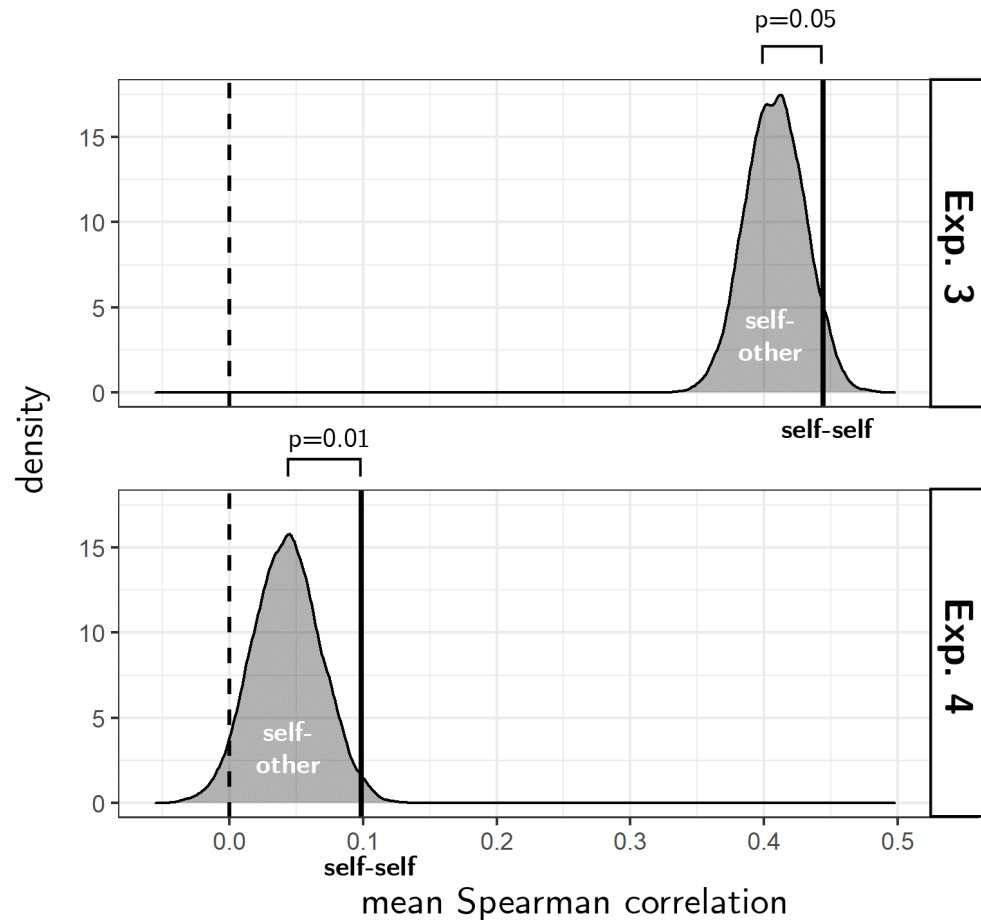 p=0.05
15
10
5
0
self-
other
Exp. 3
self-self
density
p=0.01
15
10
5
0
self-
other
Exp. 4
0.0 0.1 0.2 0.3 0.4 0.5
self-self
mean Spearman correlation